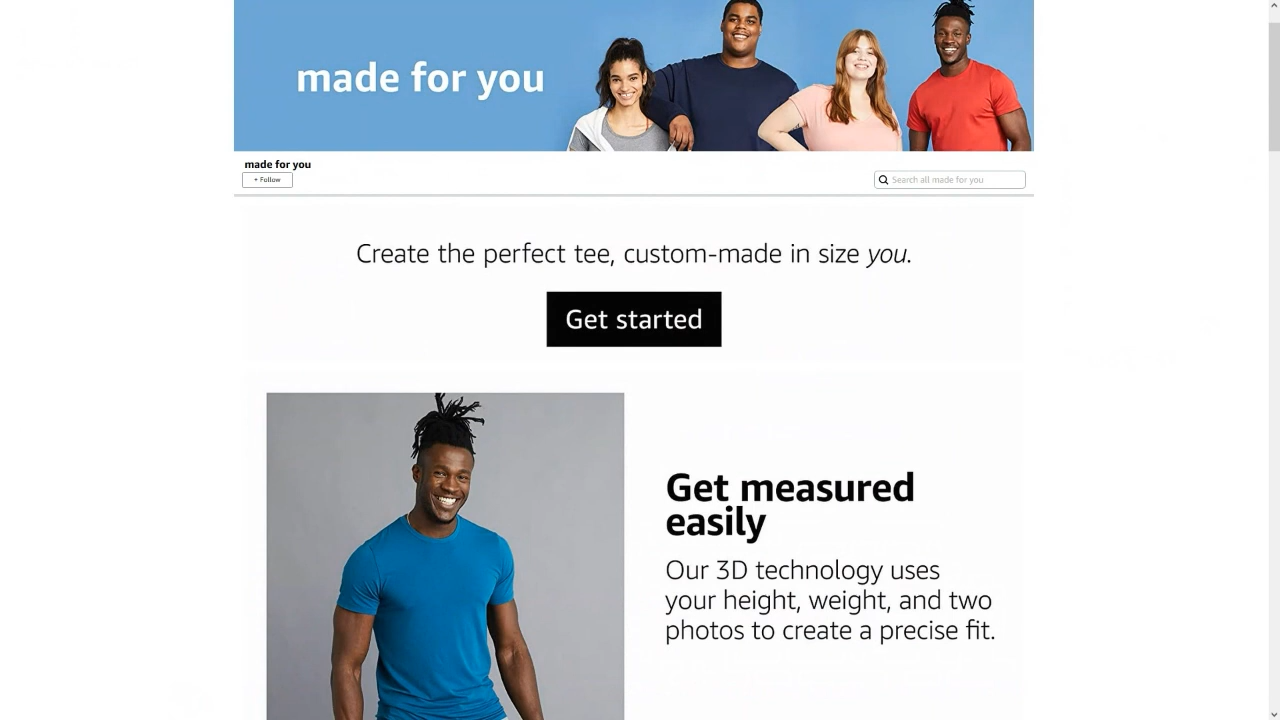 made for you
made for you
+ Follow
Search all made for you
Create the perfect tee, custom-made in size you.
Get started
Get measured
easily
Our 3D technology uses
your height, weight, and two
photos to create a precise fit.